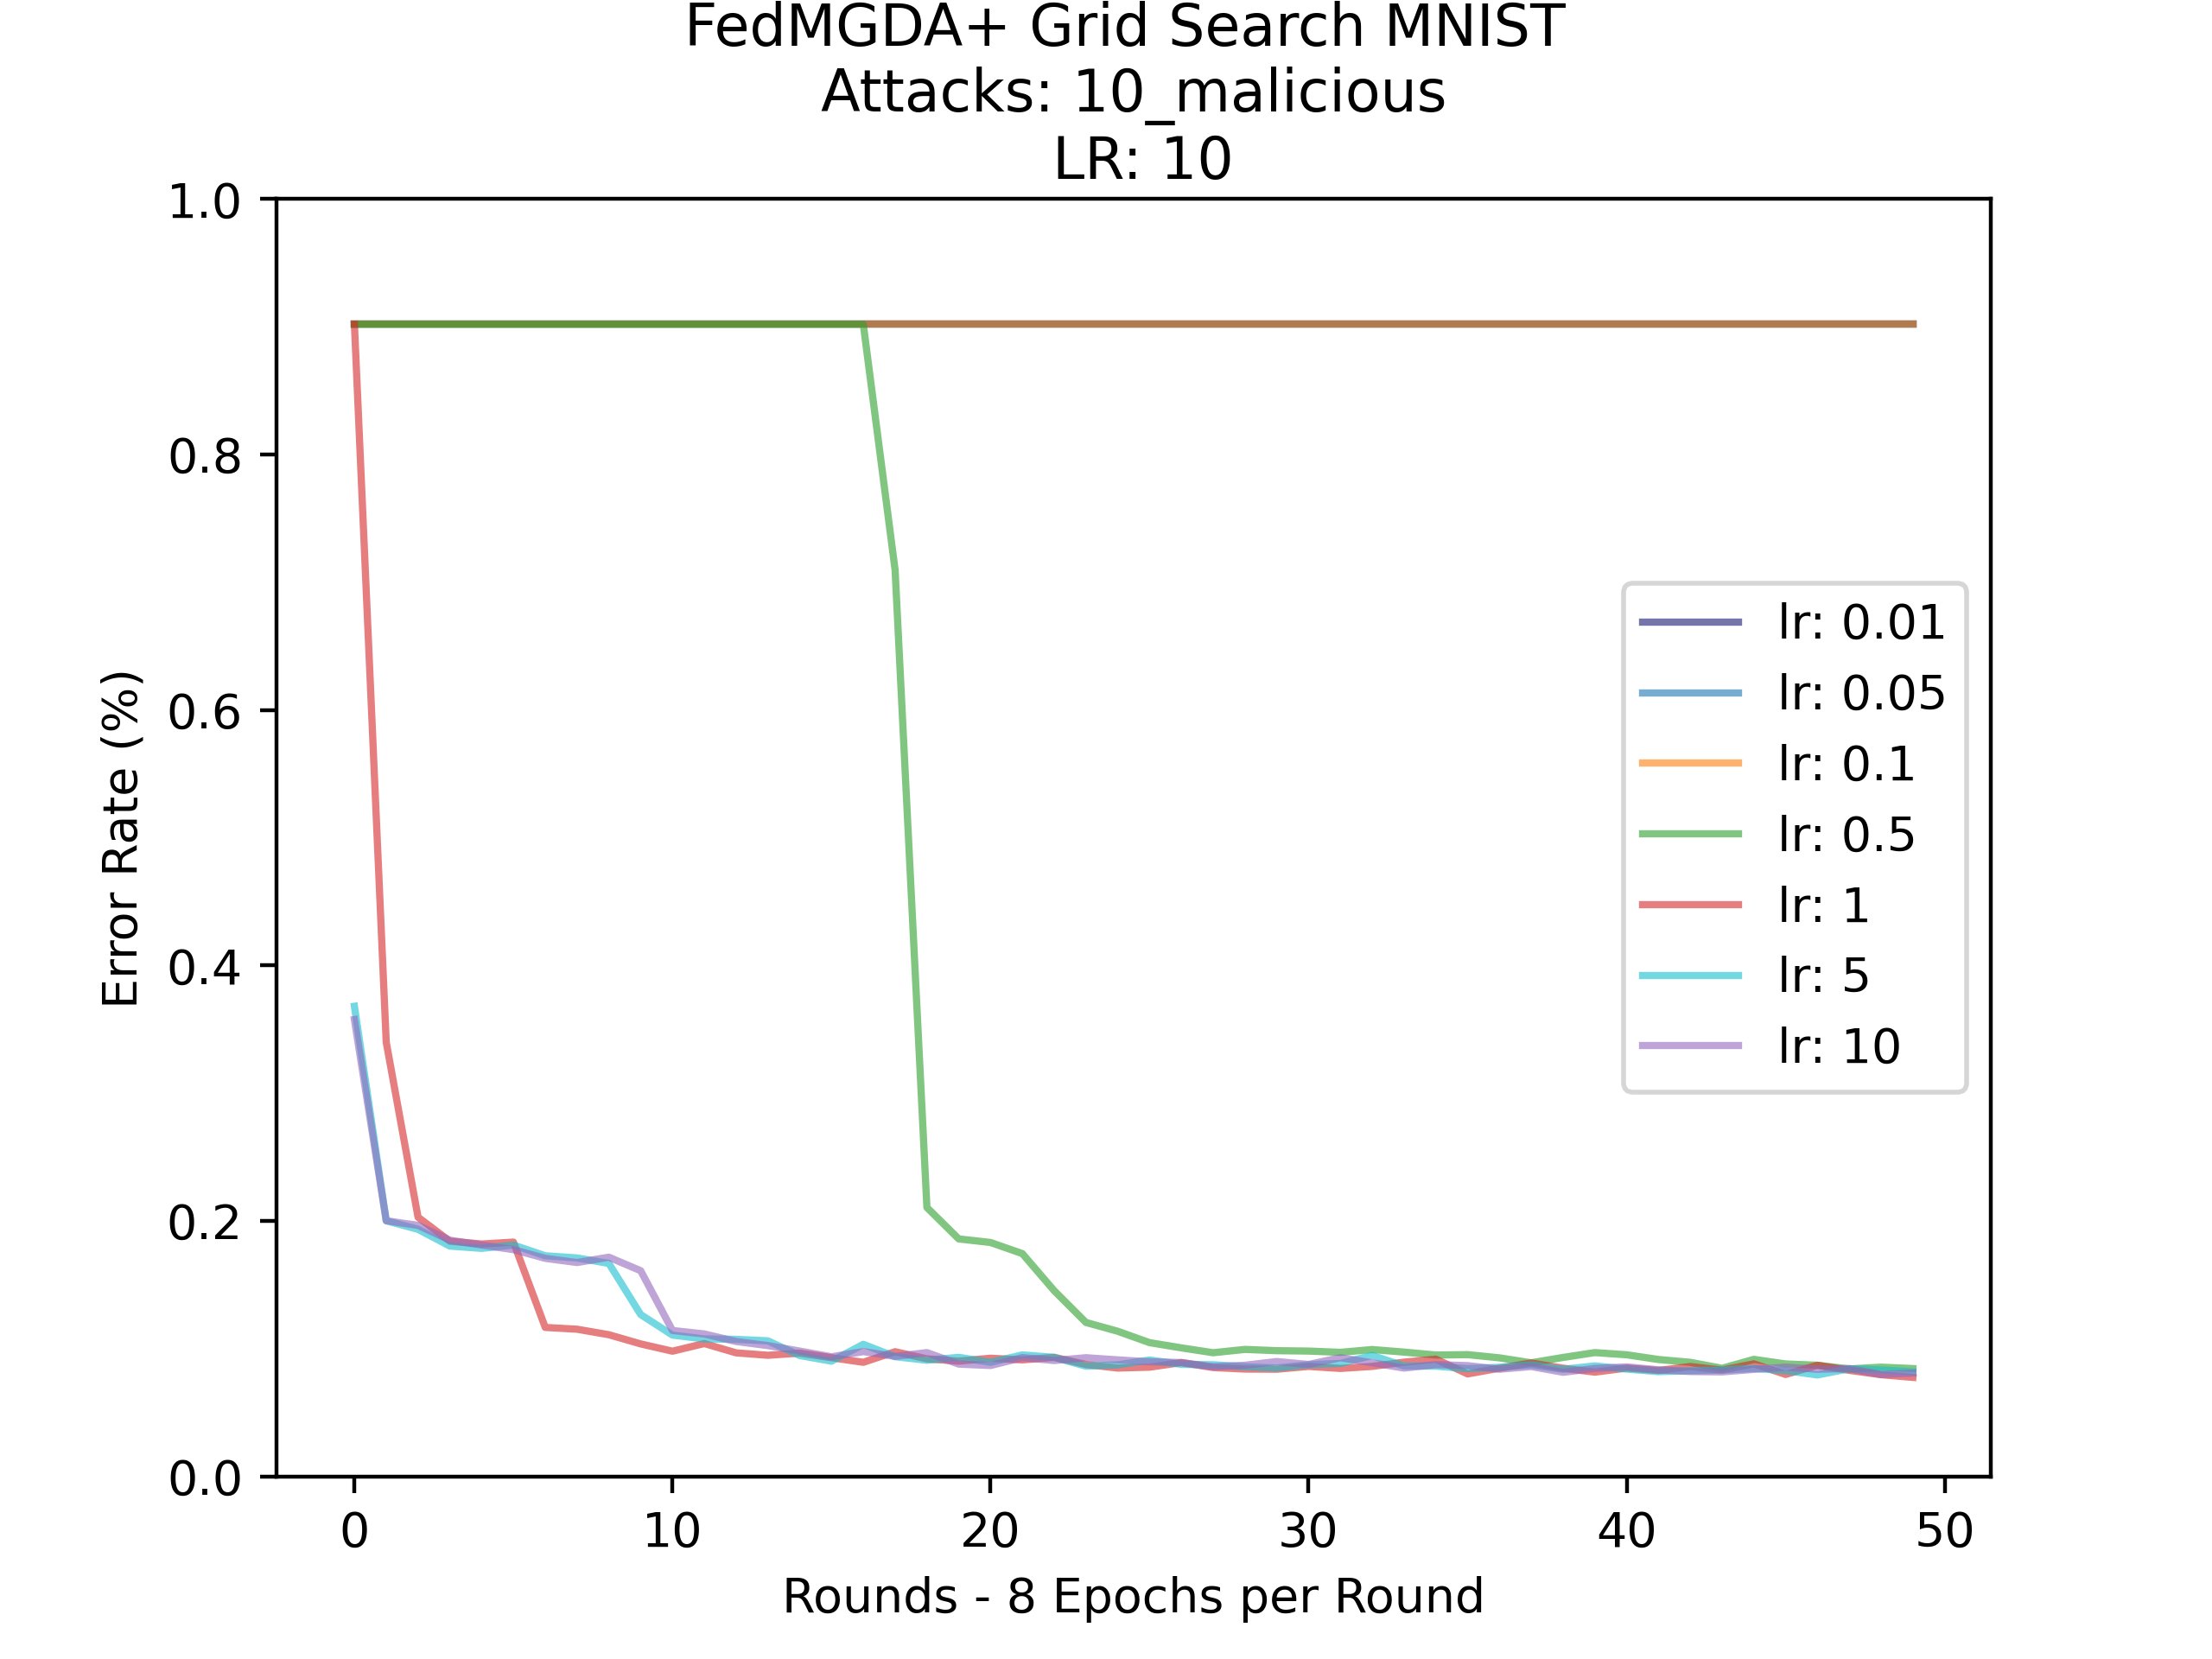 FedMGDA+ Grid Search MNIST
Attacks: 10_malicious
LR: 10
1.0
0.8
0.6
0.4
0.2
0.0
Error Rate (%)
lr: 0.01
lr: 0.05
lr: 0.1
lr: 0.5
lr: 1
lr: 5
lr: 10
0 10 20 30 40 50
Rounds - 8 Epochs per Round